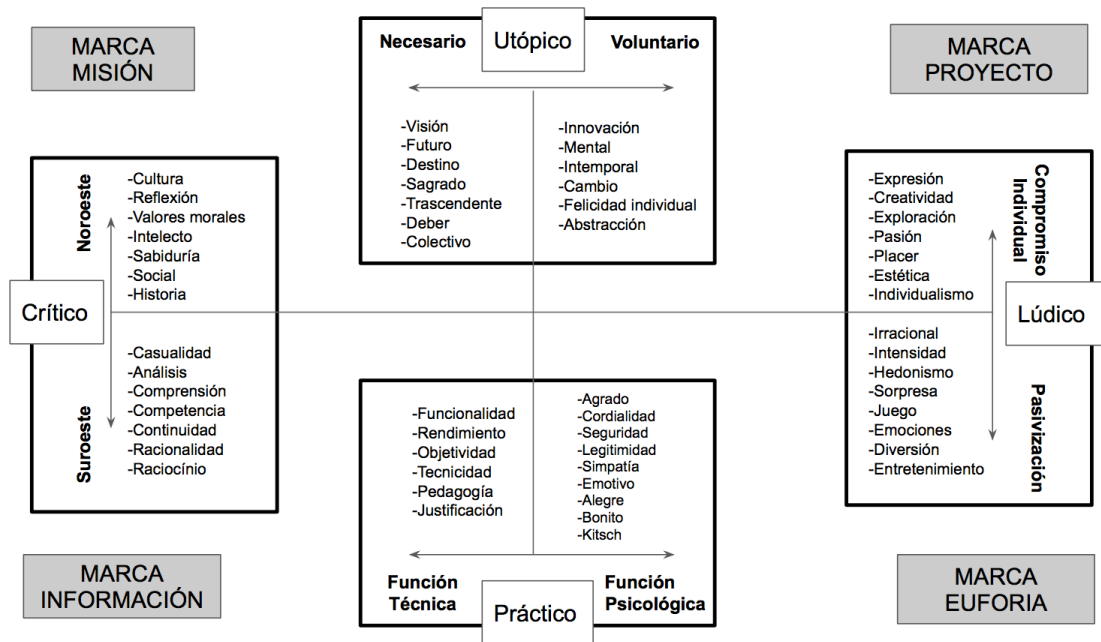 MARCA
MISIÓN
Necesario
Utópico
Voluntario
MARCA
PROYECTO
-Visión
-Futuro
-Destino
-Sagrado
-Trascendente
-Deber
-Colectivo
-Innovación
-Mental
-Intemporal
-Cambio
-Felicidad individual
-Abstracción
Noroeste
-Cultura
-Reflexión
-Valores morales
-Intelecto
-Sabiduría
-Social
-Historia
Crítico
Suroeste
-Casualidad
-Análisis
-Comprensión
-Competencia
-Continuidad
-Racionalidad
-Raciocínio
-Expresión
-Creatividad
-Exploración
-Pasión
-Placer
-Estética
-Individualismo
Compromiso
Individual
Lúdico
-Irracional
-Intensidad
-Hedonismo
-Sorpresa
-Juego
-Emociones
-Diversión
-Entretenimiento
Pasivización
-Funcionalidad
-Rendimiento
-Objetividad
-Tecnicidad
-Pedagogía
-Justificación
-Agrado
-Cordialidad
-Seguridad
-Legitimidad
-Simpatía
-Emotivo
-Alegre
-Bonito
-Kitsch
MARCA
INFORMACIÓN
Función
Técnica
Práctico
Función
Psicológica
MARCA
EUFORIA